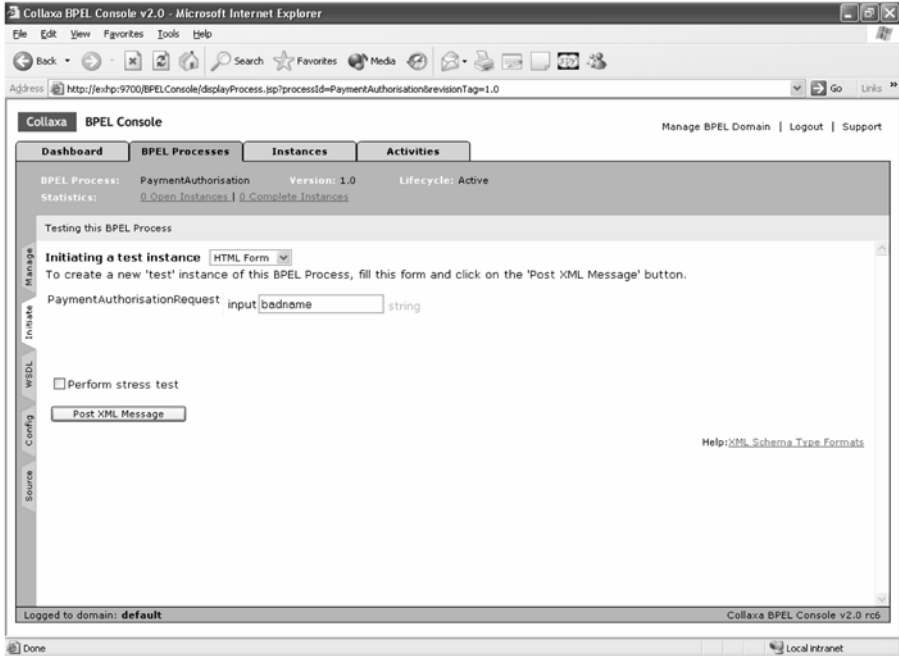 Collaxa BPEL Console v2.0 - Microsoft Internet Explorer
File Edit View Favorites Tools Help
Back Search Favorites Media
Address http://exhp:9700/BPELConsole/displayProcess.jsp?processId=PaymentAuthorisation&revisionTag=1.0 Go Links »
Collaxa BPEL Console
Manage BPEL Domain | Logout | Support
Dashboard BPEL Processes Instances Activities
BPEL Process: PaymentAuthorisation Version: 1.0 Lifecycle: Active
Statistics: 0 Open Instances | 0 Complete Instances
Testing this BPEL Process
Manage
Initiate
WSDL
Config
Source
Initiating a test instance HTML Form
To create a new 'test' instance of this BPEL Process, fill this form and click on the 'Post XML Message' button.
PaymentAuthorisationRequest input badname string
Perform stress test
Post XML Message
Help:XML Schema Type Formats
Logged to domain: default
Collaxa BPEL Console v2.0 rc6
Done
Local intranet